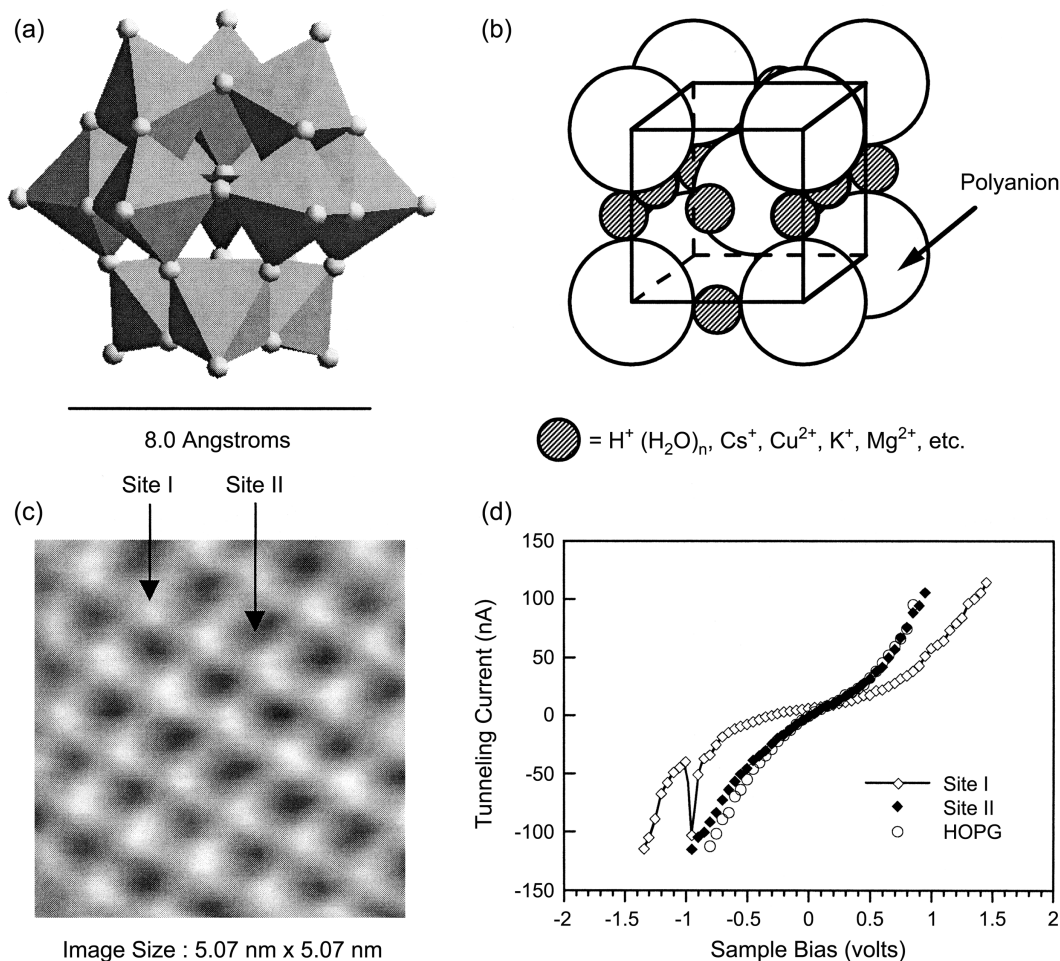 (a)
8.0 Angstroms
(b)
Polyanion
= H⁺ (H₂O)ₙ, Cs⁺, Cu²⁺, K⁺, Mg²⁺, etc.
(c)
Site I Site II
Image Size : 5.07 nm x 5.07 nm
(d)
Tunneling Current (nA)
150
100
50
0
-50
-100
-150
Site I
Site II
HOPG
-2 -1.5 -1 -0.5 0 0.5 1 1.5 2
Sample Bias (volts)